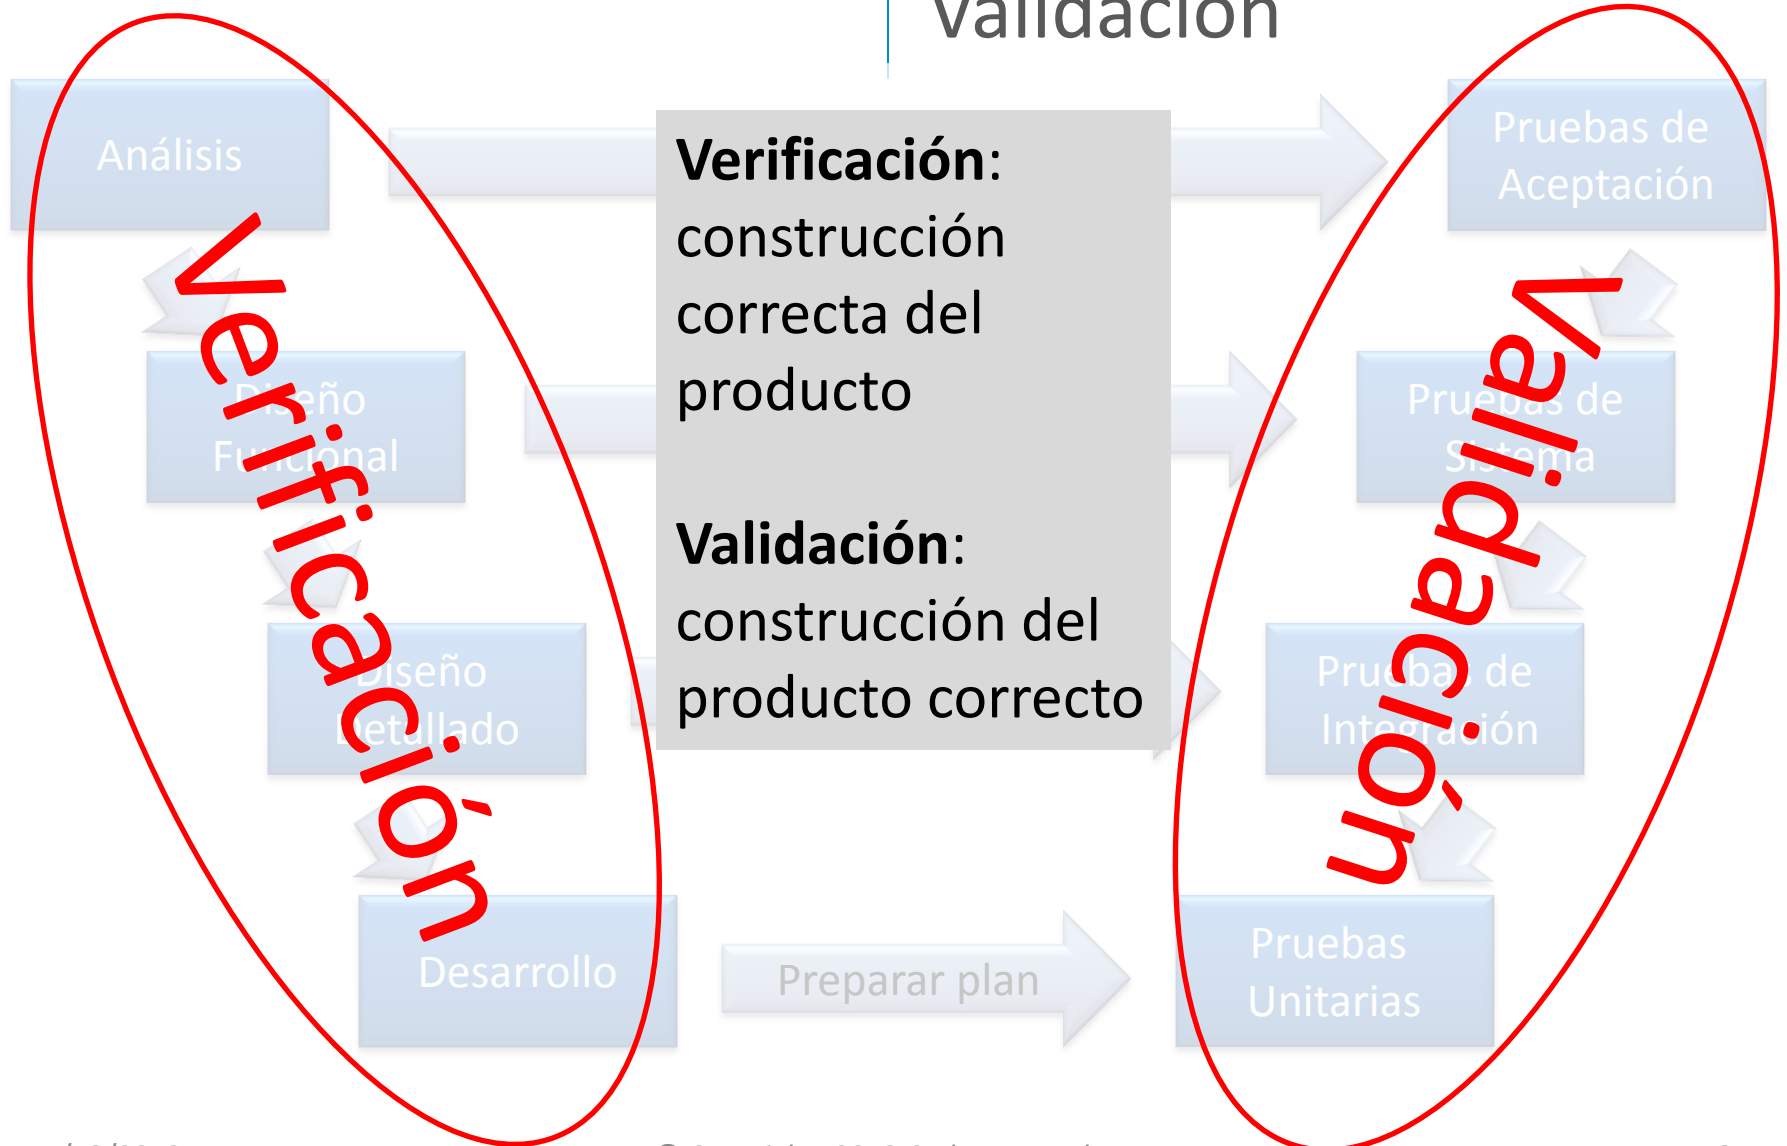 Validación
Análisis
Verificación:
construcción
correcta del
producto
Validación:
construcción del
producto correcto
Pruebas de
Aceptación
Diseño
Funcional
Pruebas de
Sistema
Diseño
Detallado
Pruebas de
Integración
Desarrollo
Preparar plan
Pruebas
Unitarias
Verificación
Validación